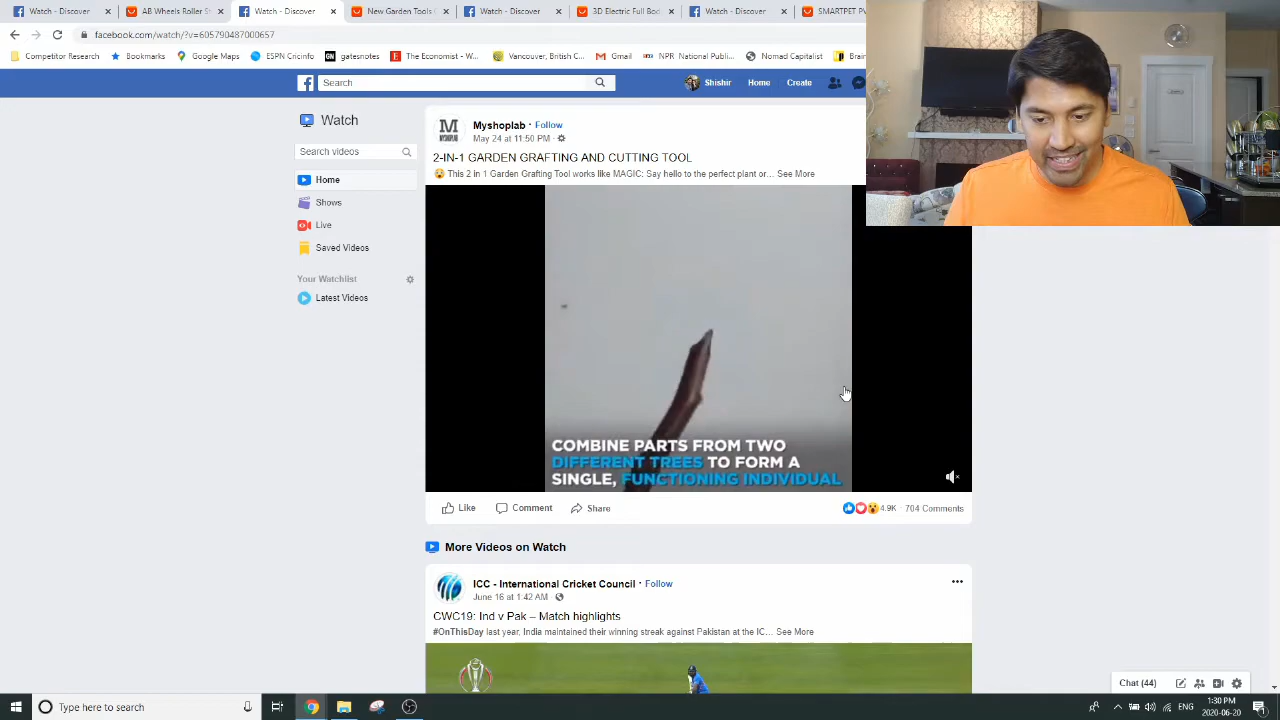 Watch - Discover
AB Wheels Roller S
Watch - Discover
New Garden Tools
Watch - Discover
3D Electric Full Bod
Watch - Discover
SMARTPET
facebook.com/watch/?v=605790487000657
Competitor Research
Bookmarks
Google Maps
ESPN Cricinfo
GN gatesnotes
E The Economist - W...
Vancouver, British C...
Gmail
npr NPR National Publi...
Nomad Capitalist
Brain
Search
Shishir
Home
Create
Watch
Search videos
Home
Shows
Live
Saved Videos
Your Watchlist
Latest Videos
M
MYSHOPLAB
Myshoplab · Follow
May 24 at 11:50 PM ·
2-IN-1 GARDEN GRAFTING AND CUTTING TOOL
This 2 in 1 Garden Grafting Tool works like MAGIC: Say hello to the perfect plant or… See More
COMBINE PARTS FROM TWO
DIFFERENT TREES TO FORM A
SINGLE, FUNCTIONING INDIVIDUAL
Like
Comment
Share
4.9K · 704 Comments
More Videos on Watch
ICC - International Cricket Council · Follow
June 16 at 1:42 AM ·
CWC19: Ind v Pak – Match highlights
#OnThisDay last year, India maintained their winning streak against Pakistan at the IC… See More
Chat (44)
Type here to search
ENG
1:30 PM
2020-06-20